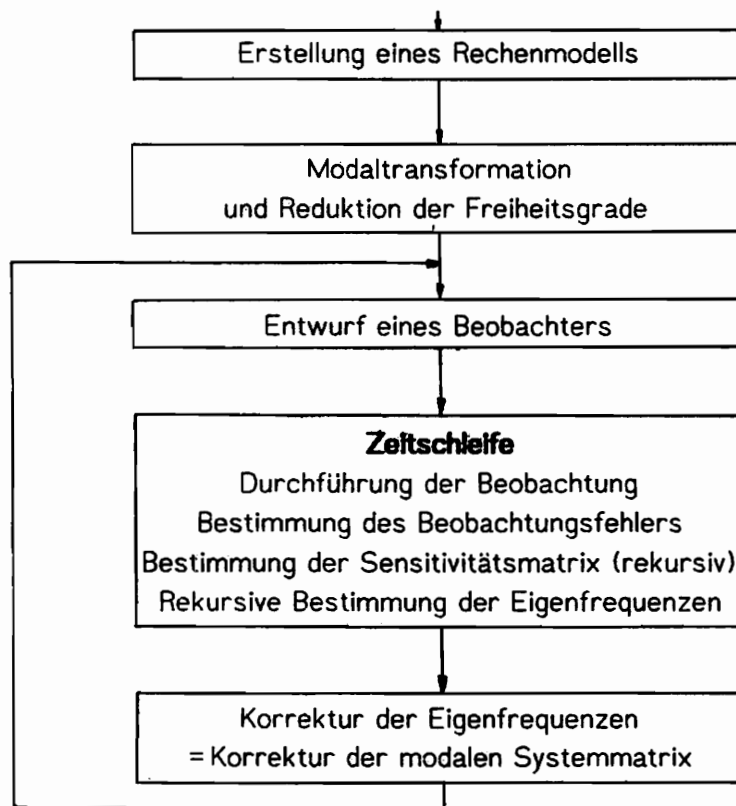 Erstellung eines Rechenmodells
Modaltransformation
und Reduktion der Freiheitsgrade
Entwurf eines Beobachters
Zeitschleife
Durchführung der Beobachtung
Bestimmung des Beobachtungsfehlers
Bestimmung der Sensitivitätsmatrix (rekursiv)
Rekursive Bestimmung der Eigenfrequenzen
Korrektur der Eigenfrequenzen
= Korrektur der modalen Systemmatrix